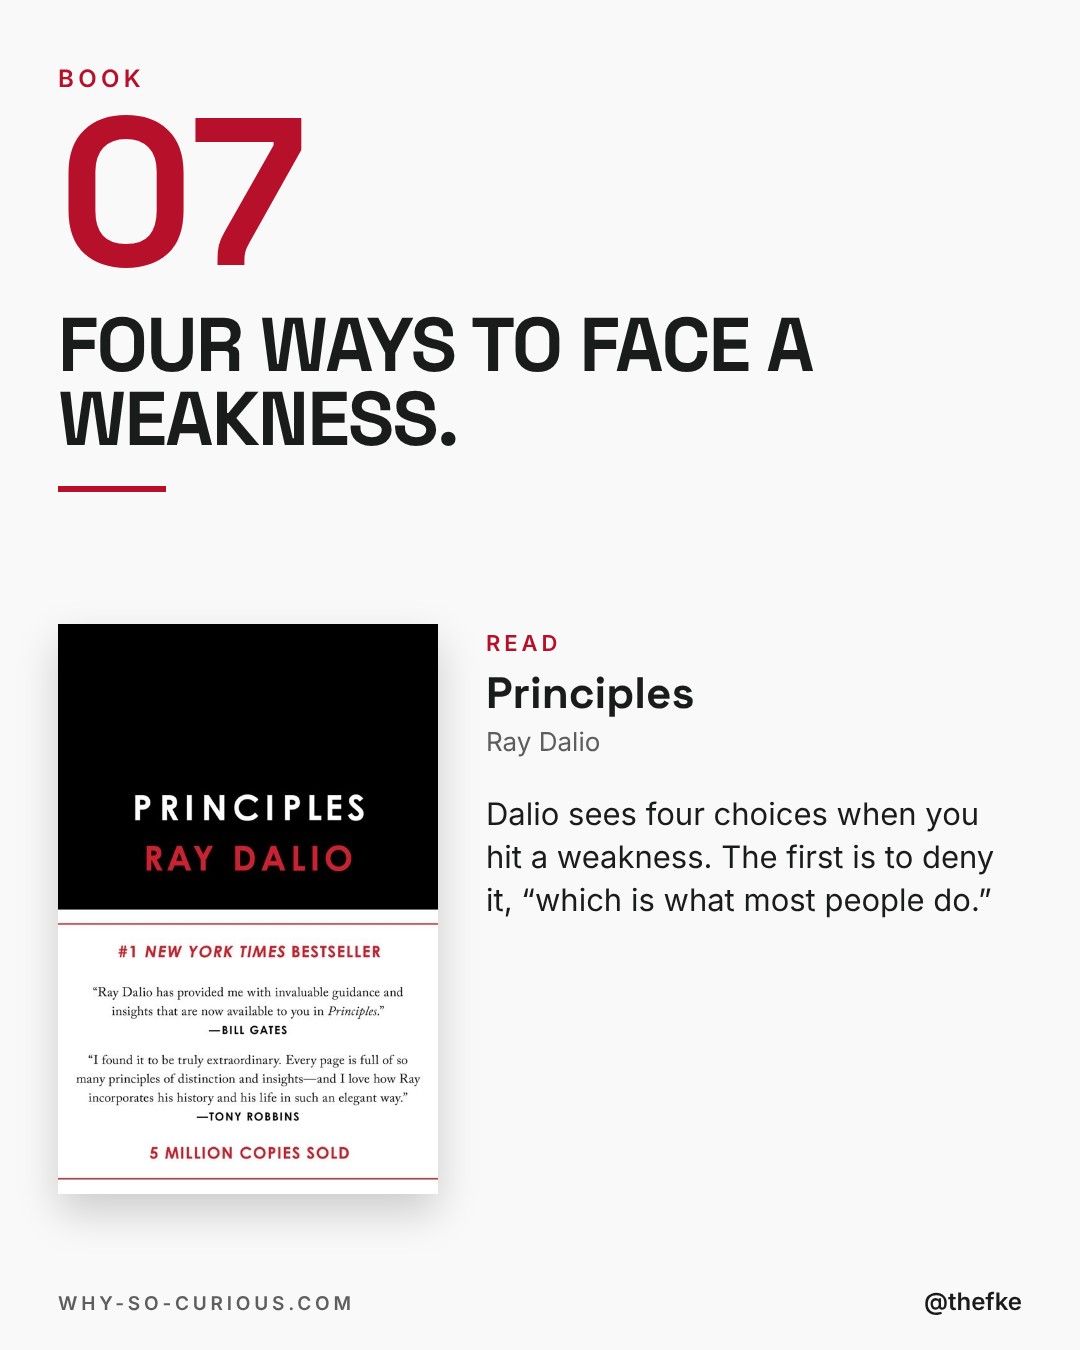 BOOK
07
FOUR WAYS TO FACE A
WEAKNESS.
PRINCIPLES
RAY DALIO
#1 NEW YORK TIMES BESTSELLER
“Ray Dalio has provided me with invaluable guidance and
insights that are now available to you in Principles.”
—BILL GATES
“I found it to be truly extraordinary. Every page is full of so
many principles of distinction and insights—and I love how Ray
incorporates his history and his life in such an elegant way.”
—TONY ROBBINS
5 MILLION COPIES SOLD
READ
Principles
Ray Dalio
Dalio sees four choices when you
hit a weakness. The first is to deny
it, “which is what most people do.”
WHY-SO-CURIOUS.COM
@thefke